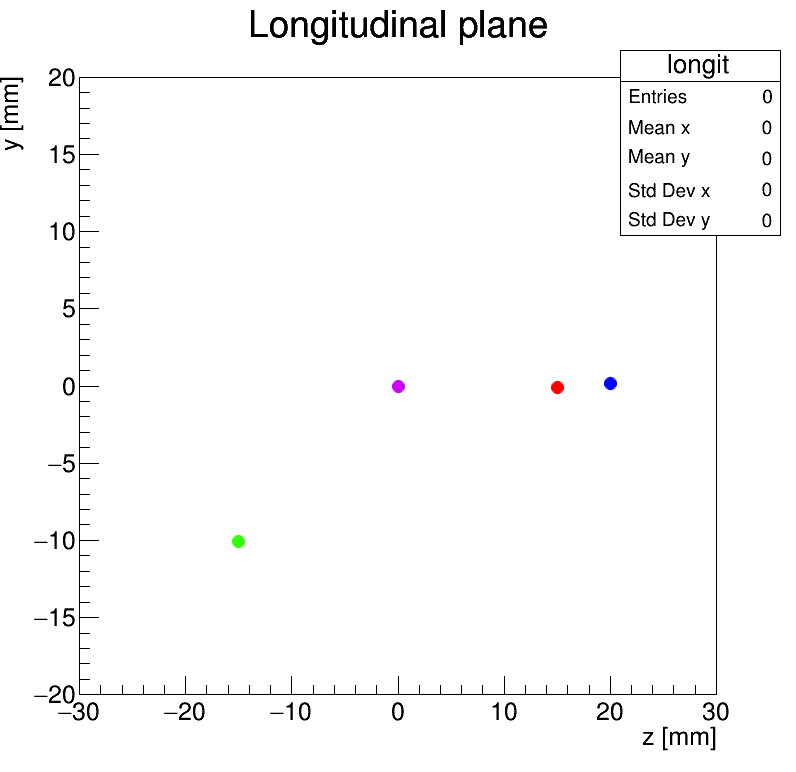 Longitudinal plane
longit
Entries 0
Mean x 0
Mean y 0
Std Dev x 0
Std Dev y 0
y [mm]
20
15
10
5
0
−5
−10
−15
−20
−30 −20 −10 0 10 20 30
z [mm]